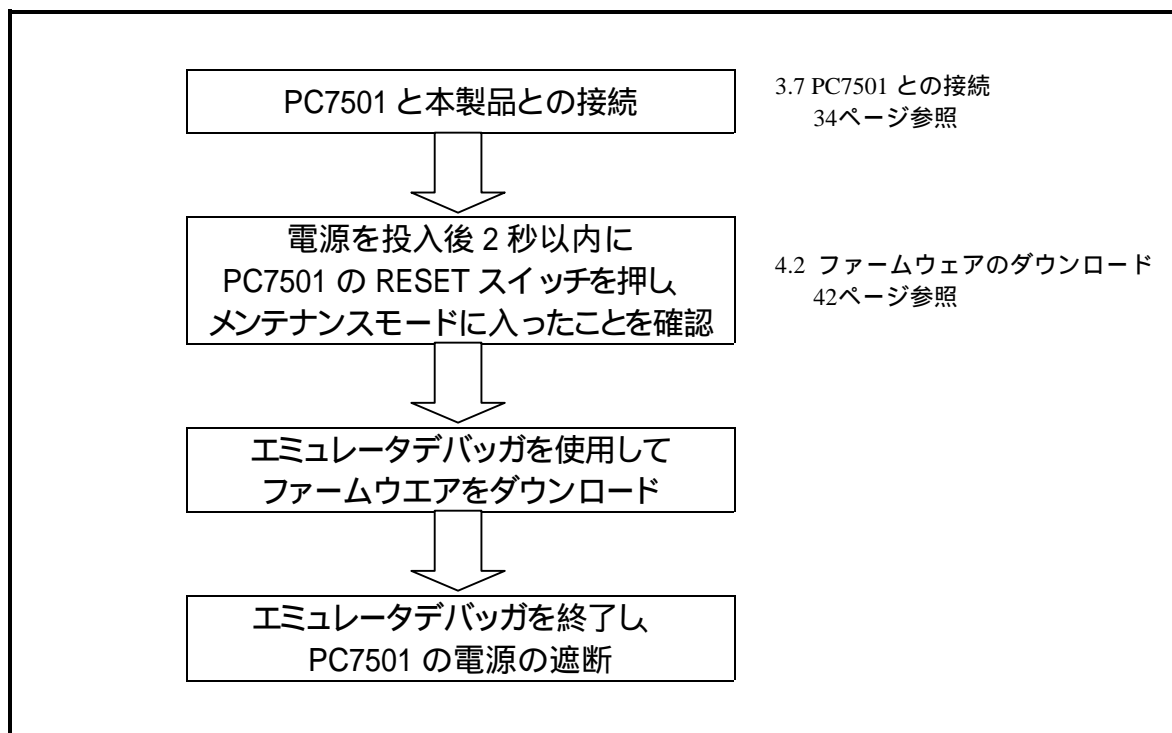 PC7501 と本製品との接続
3.7 PC7501 との接続
34ページ参照
電源を投入後 2 秒以内に
PC7501 の RESET スイッチを押し、
メンテナンスモードに入ったことを確認
4.2 ファームウェアのダウンロード
42ページ参照
エミュレータデバッガを使用して
ファームウエアをダウンロード
エミュレータデバッガを終了し、
PC7501 の電源の遮断